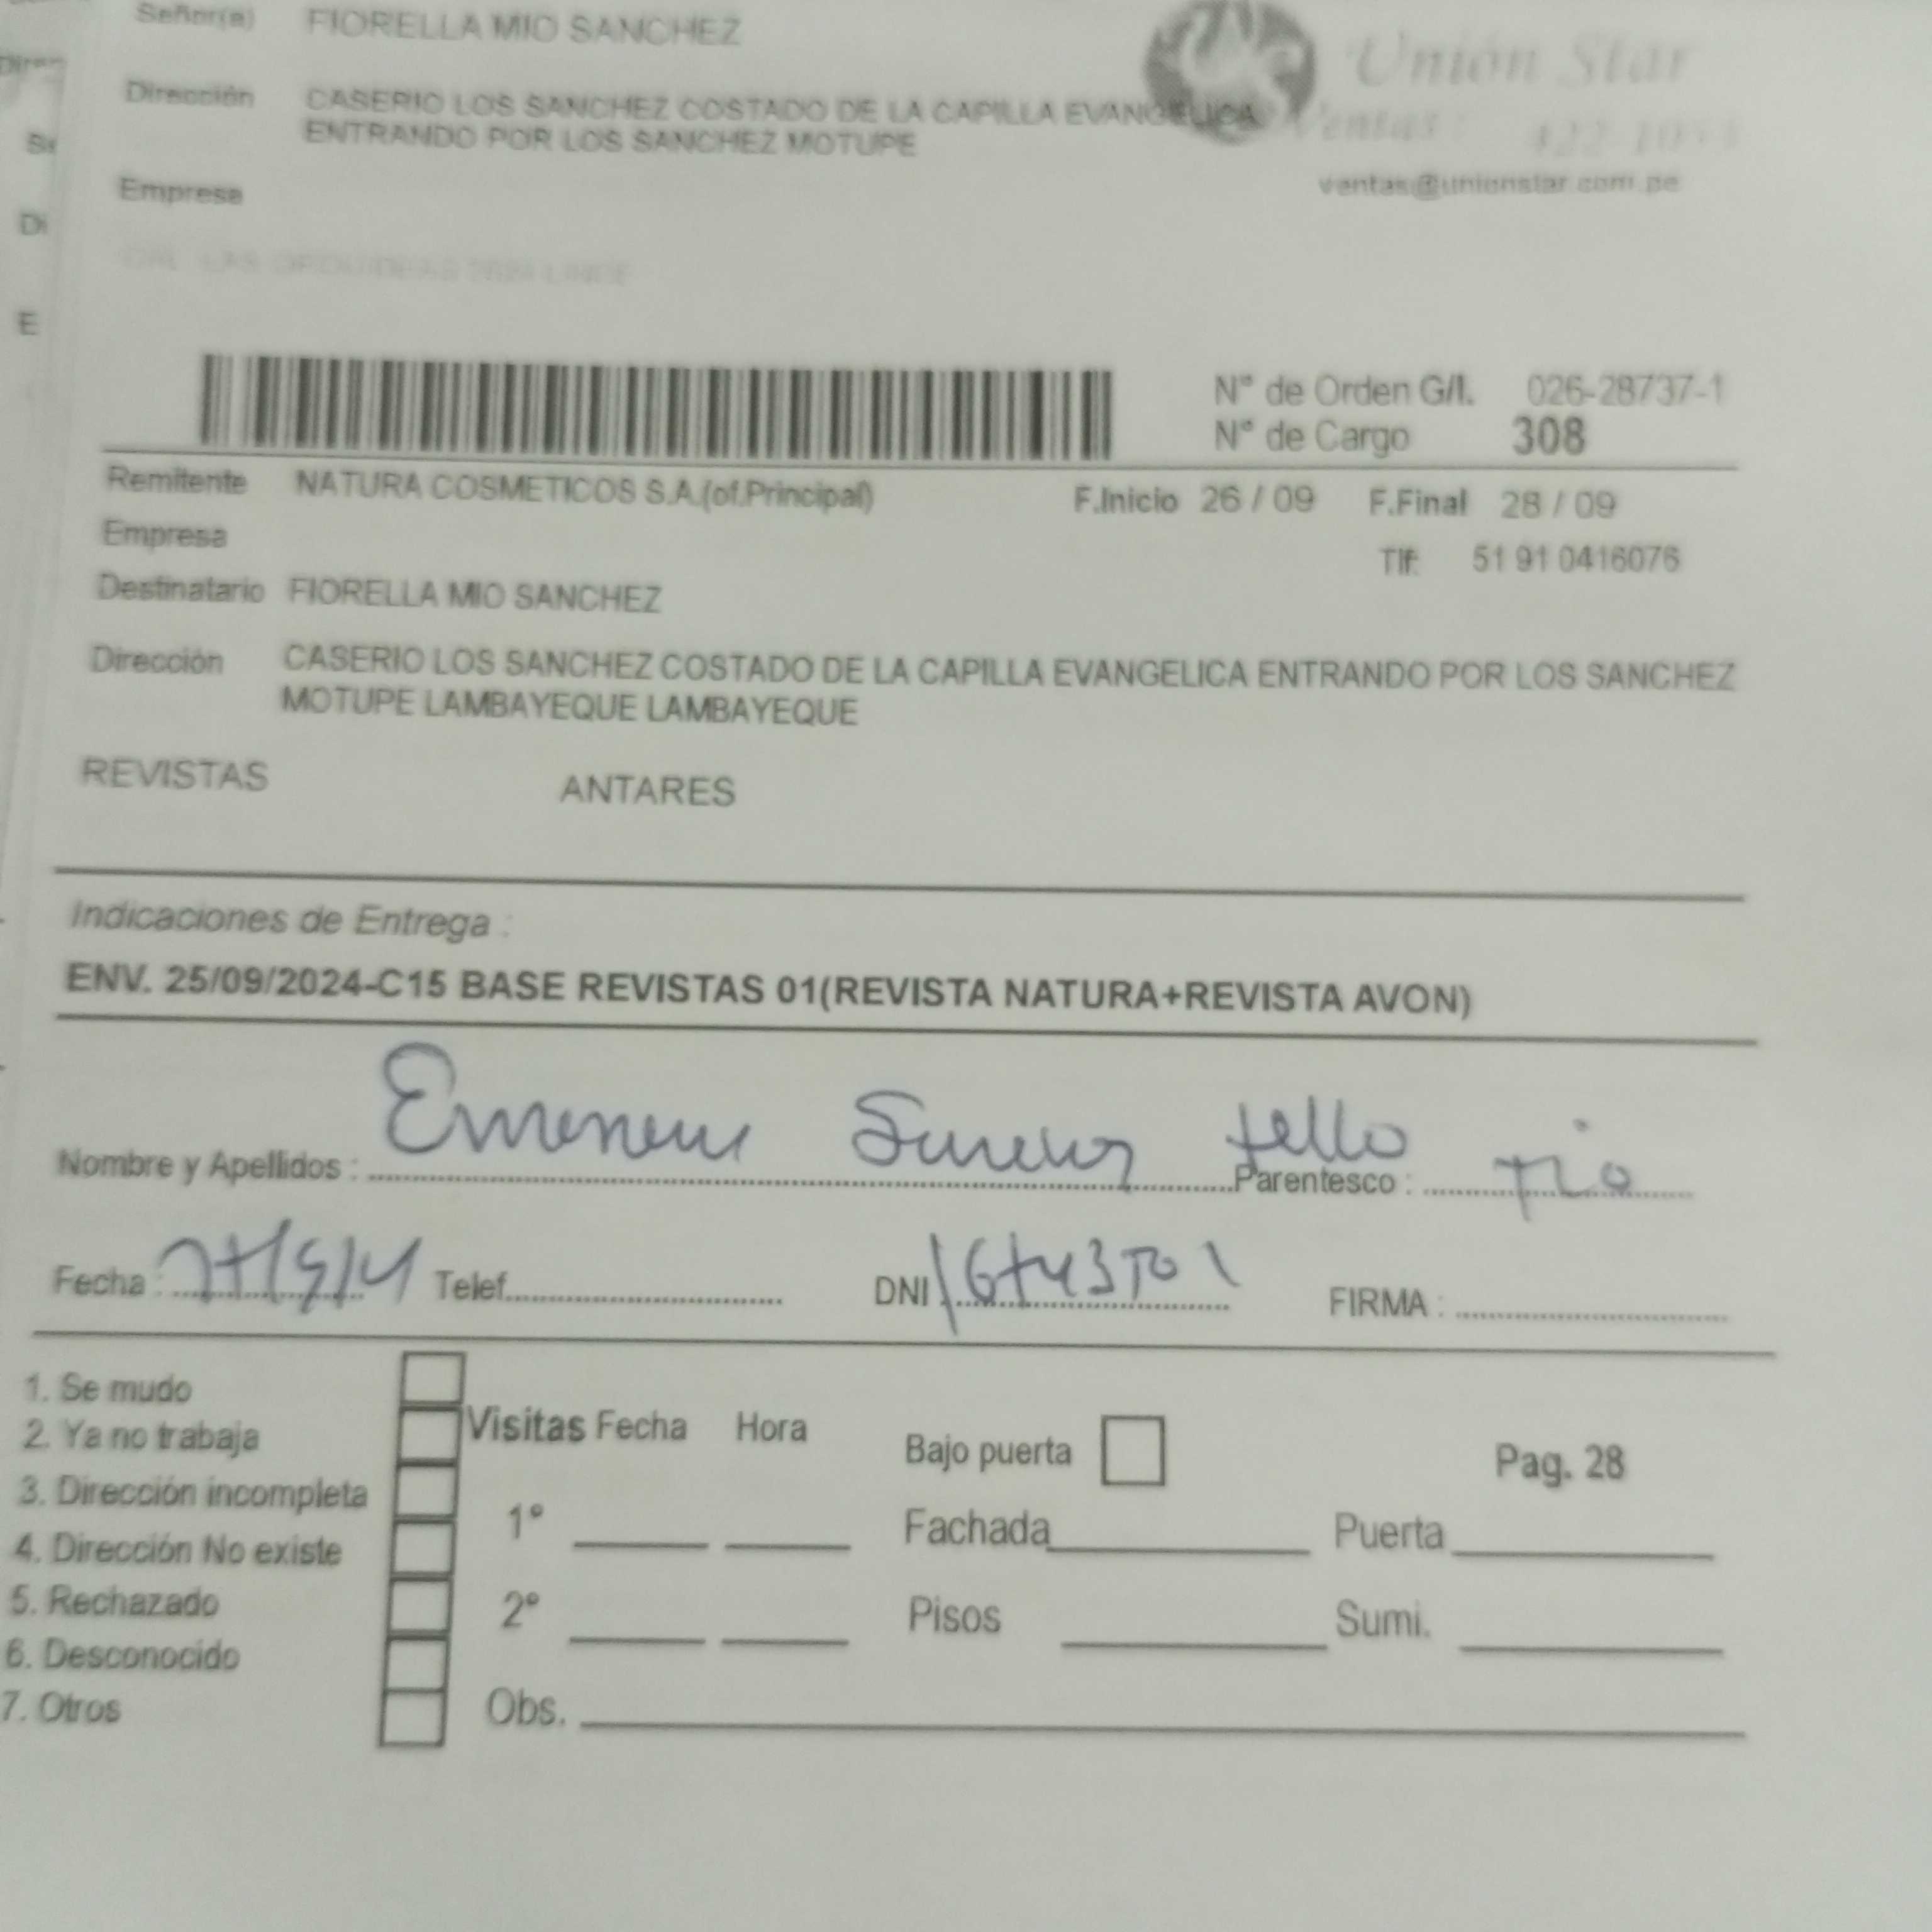 Señor(a) FIORELLA MIO SANCHEZ
Unión Star
Dirección CASERIO LOS SANCHEZ COSTADO DE LA CAPILLA EVANGELICA
ENTRANDO POR LOS SANCHEZ MOTUPE
Ventas:
ventas@unionstar.com.pe
Empresa
N° de Orden G/I. 026-28737-1
N° de Cargo 308
Remitente NATURA COSMETICOS S.A.(of.Principal) F.Inicio 26 / 09 F.Final 28 / 09
Empresa
Tlf: 51 91 0416076
Destinatario FIORELLA MIO SANCHEZ
Dirección CASERIO LOS SANCHEZ COSTADO DE LA CAPILLA EVANGELICA ENTRANDO POR LOS SANCHEZ
MOTUPE LAMBAYEQUE LAMBAYEQUE
REVISTAS ANTARES
Indicaciones de Entrega :
ENV. 25/09/2024-C15 BASE REVISTAS 01(REVISTA NATURA+REVISTA AVON)
Nombre y Apellidos : tello Parentesco : Tio
Fecha : Telef. DNI FIRMA :
1. Se mudo
2. Ya no trabaja
3. Dirección incompleta
4. Dirección No existe
5. Rechazado
6. Desconocido
7. Otros
Visitas Fecha Hora
1°
2°
Obs.
Bajo puerta Pag. 28
Fachada Puerta
Pisos Sumi.